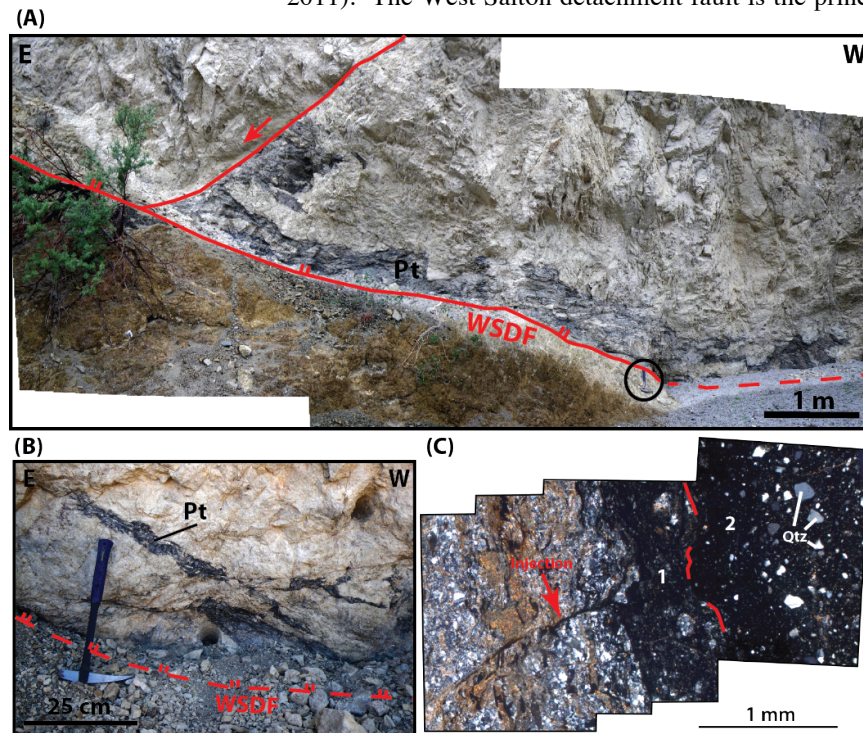 2011). The West Salton detachment fault is the princ
(A)
E
W
Pt
WSDF
1 m
(B)
E
W
Pt
WSDF
25 cm
(C)
Injection
1
2
Qtz
1 mm